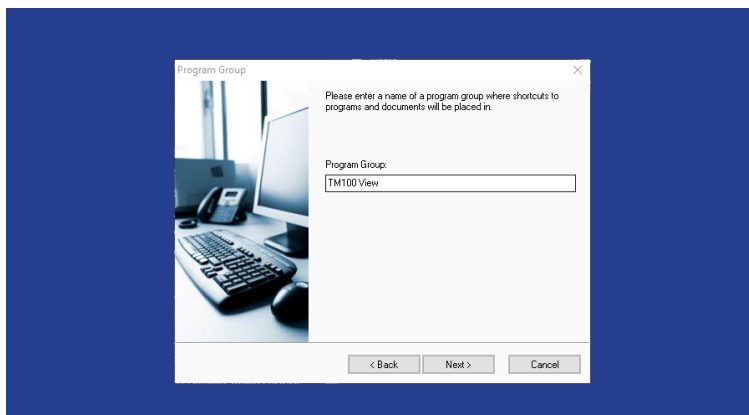 Program Group
Please enter a name of a program group where shortcuts to
programs and documents will be placed in.
Program Group:
TM100 View
< Back
Next >
Cancel